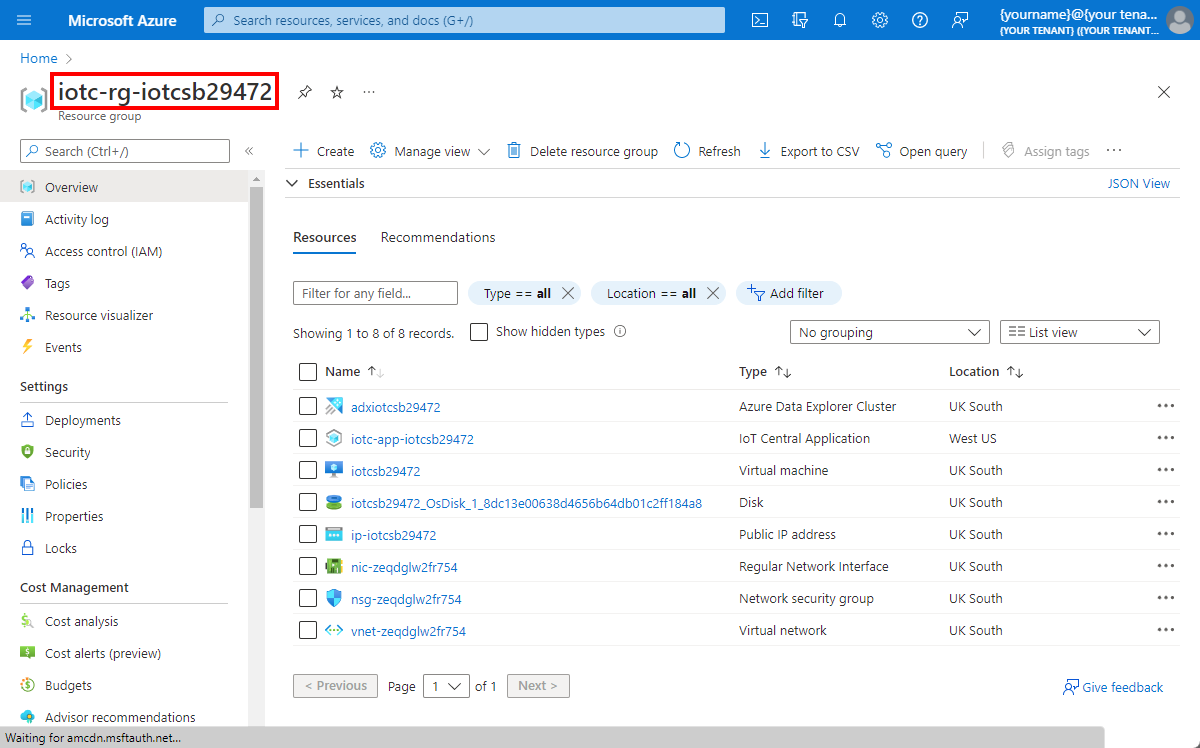 Microsoft Azure
Search resources, services, and docs (G+/)
{yourname}@{your tena...
{YOUR TENANT} ({YOUR TENANT...
Home
iotc-rg-iotcsb29472
Resource group
Search (Ctrl+/)
Create
Manage view
Delete resource group
Refresh
Export to CSV
Open query
Assign tags
Overview
Activity log
Access control (IAM)
Tags
Resource visualizer
Events
Settings
Deployments
Security
Policies
Properties
Locks
Cost Management
Cost analysis
Cost alerts (preview)
Budgets
Advisor recommendations
Essentials
JSON View
Resources Recommendations
Filter for any field...
Type == all
Location == all
Add filter
Showing 1 to 8 of 8 records.
Show hidden types
No grouping
List view
Name Type Location
adxiotcsb29472 Azure Data Explorer Cluster UK South
iotc-app-iotcsb29472 IoT Central Application West US
iotcsb29472 Virtual machine UK South
iotcsb29472_OsDisk_1_8dc13e00638d4656b64db01c2ff184a8 Disk UK South
ip-iotcsb29472 Public IP address UK South
nic-zeqdglw2fr754 Regular Network Interface UK South
nsg-zeqdglw2fr754 Network security group UK South
vnet-zeqdglw2fr754 Virtual network UK South
< Previous Page 1 of 1 Next >
Give feedback
Waiting for amcdn.msftauth.net...